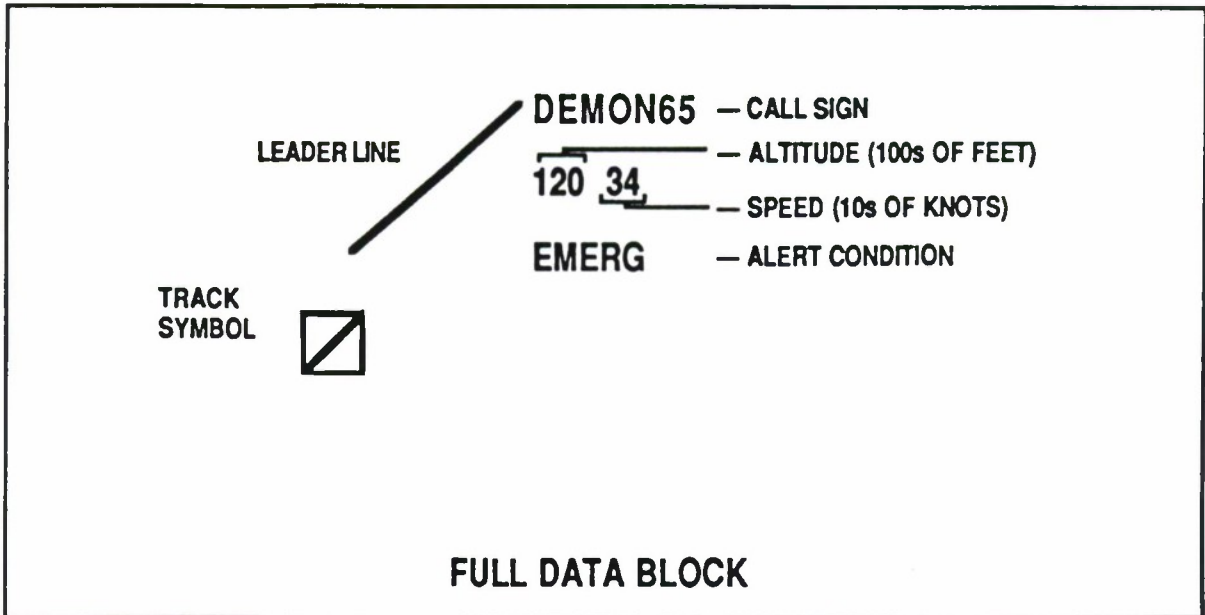 DEMON65 — CALL SIGN
LEADER LINE
— ALTITUDE (100s OF FEET)
120 34
— SPEED (10s OF KNOTS)
EMERG — ALERT CONDITION
TRACK
SYMBOL
FULL DATA BLOCK